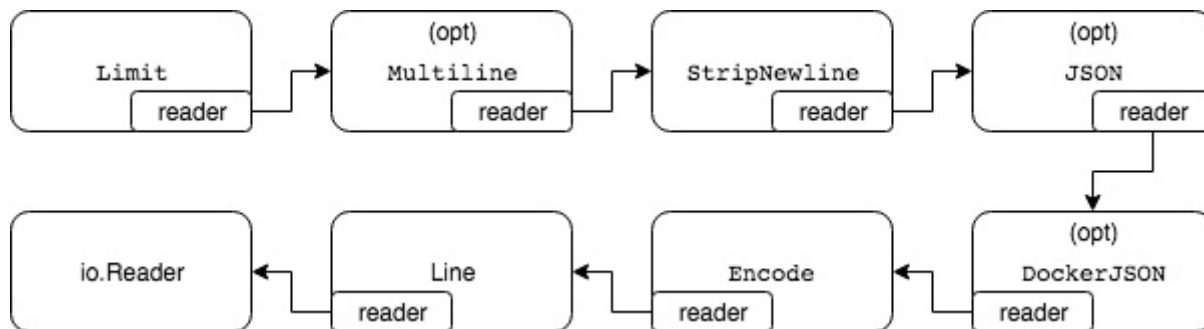 Limit
reader
(opt)
Multiline
reader
StripNewline
reader
(opt)
JSON
reader
io.Reader
Line
reader
Encode
reader
(opt)
DockerJSON
reader